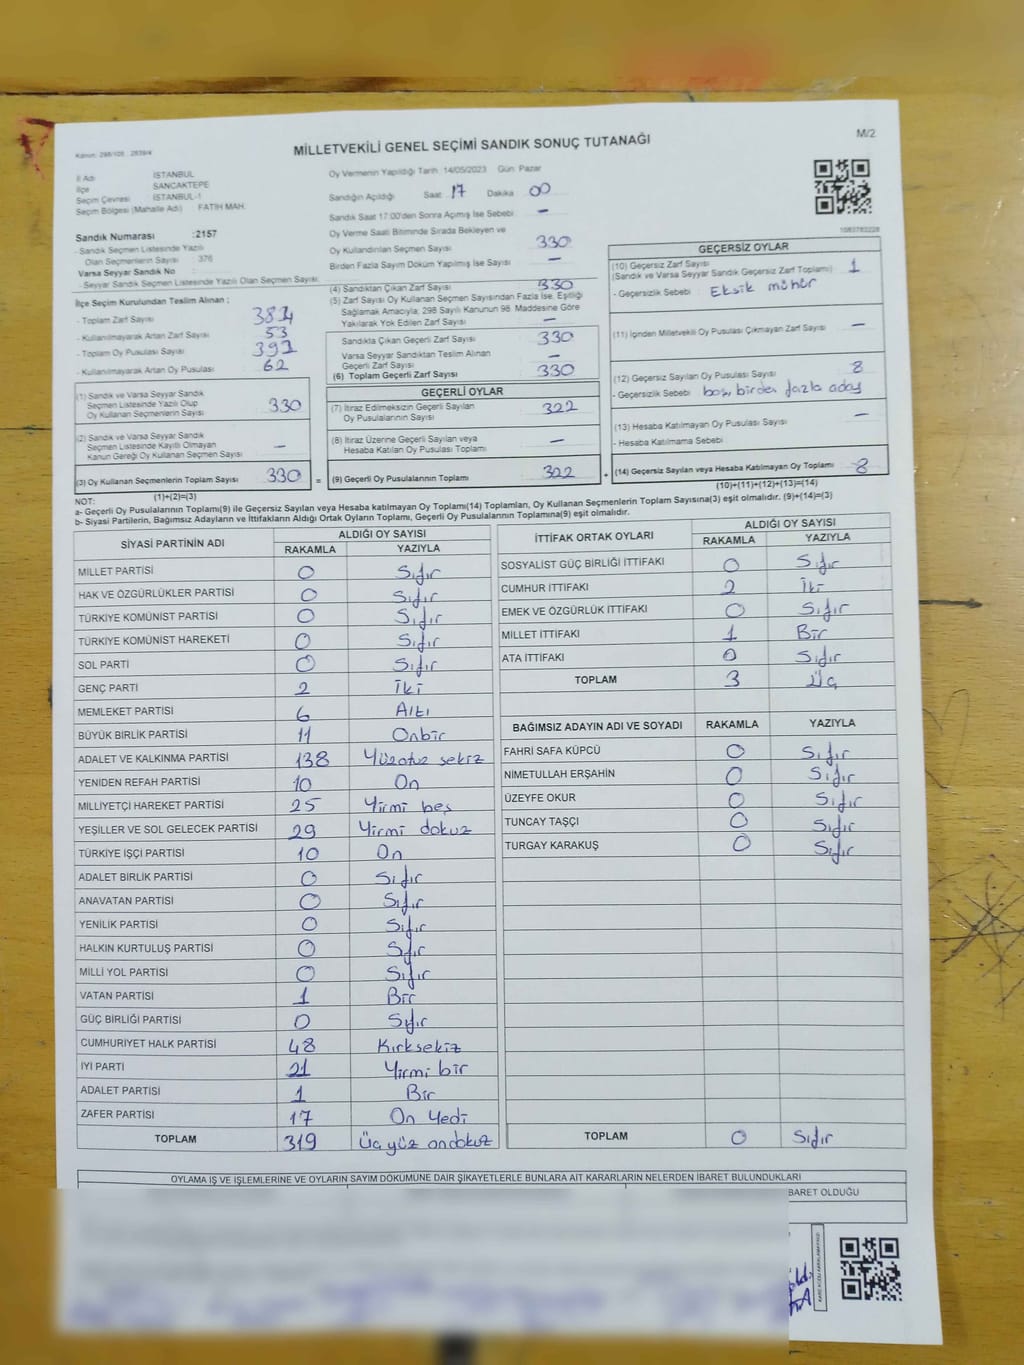 Kanun: 298/105 , 2839/4
MİLLETVEKİLİ GENEL SEÇİMİ SANDIK SONUÇ TUTANAĞI
M/2
İl Adı İSTANBUL
İlçe SANCAKTEPE
Seçim Çevresi İSTANBUL-1
Seçim Bölgesi (Mahalle Adı) : FATİH MAH.
Sandık Numarası :2157
- Sandık Seçmen Listesinde Yazılı
Olan Seçmenlerin Sayısı 376
Varsa Seyyar Sandık No :
- Seyyar Sandık Seçmen Listesinde Yazılı Olan Seçmen Sayısı:
İlçe Seçim Kurulundan Teslim Alınan ;
- Toplam Zarf Sayısı
- Kullanılmayarak Artan Zarf Sayısı 53
- Toplam Oy Pusulası Sayısı
- Kullanılmayarak Artan Oy Pusulası 62
(1) Sandık ve Varsa Seyyar Sandık
Seçmen Listesinde Yazılı Olup
Oy Kullanan Seçmenlerin Sayısı 330
(2) Sandık ve Varsa Seyyar Sandık
Seçmen Listesinde Kayıtlı Olmayan
Kanun Gereği Oy Kullanan Seçmen Sayısı —
(3) Oy Kullanan Seçmenlerin Toplam Sayısı 330 =
(1)+(2)=(3)
Oy Vermenin Yapıldığı Tarih :14/05/2023 Gün: Pazar
Sandığın Açıldığı Saat 17 Dakika 00
Sandık Saat 17:00'den Sonra Açılmış İse Sebebi —
Oy Verme Saati Bitiminde Sırada Bekleyen ve
Oy Kullandırılan Seçmen Sayısı 330
Birden Fazla Sayım Döküm Yapılmış İse Sayısı —
(4) Sandıktan Çıkan Zarf Sayısı 330
(5) Zarf Sayısı Oy Kullanan Seçmen Sayısından Fazla İse, Eşitliği
Sağlamak Amacıyla, 298 Sayılı Kanunun 98. Maddesine Göre
Yakılarak Yok Edilen Zarf Sayısı —
Sandıkta Çıkan Geçerli Zarf Sayısı 330
Varsa Seyyar Sandıktan Teslim Alınan
Geçerli Zarf Sayısı —
(6) Toplam Geçerli Zarf Sayısı 330
GEÇERLİ OYLAR
(7) İtiraz Edilmeksizin Geçerli Sayılan
Oy Pusulalarının Sayısı 322
(8) İtiraz Üzerine Geçerli Sayılan veya
Hesaba Katılan Oy Pusulası Toplamı —
(9) Geçerli Oy Pusulalarının Toplamı 322 +
1083782228
GEÇERSİZ OYLAR
(10) Geçersiz Zarf Sayısı
(Sandık ve Varsa Seyyar Sandık Geçersiz Zarf Toplamı) 1
- Geçersizlik Sebebi : Eksik mühür
(11) İçinden Milletvekili Oy Pusulası Çıkmayan Zarf Sayısı —
(12) Geçersiz Sayılan Oy Pusulası Sayısı 8
- Geçersizlik Sebebi boş, birden fazla aday
(13) Hesaba Katılmayan Oy Pusulası Sayısı —
- Hesaba Katılmama Sebebi
(14) Geçersiz Sayılan veya Hesaba Katılmayan Oy Toplamı 8
(10)+(11)+(12)+(13)=(14)
NOT:
a- Geçerli Oy Pusulalarının Toplamı(9) ile Geçersiz Sayılan veya Hesaba katılmayan Oy Toplamı(14) Toplamları, Oy Kullanan Seçmenlerin Toplam Sayısına(3) eşit olmalıdır. (9)+(14)=(3)
b- Siyasi Partilerin, Bağımsız Adayların ve İttifakların Aldığı Ortak Oyların Toplamı, Geçerli Oy Pusulalarının Toplamına(9) eşit olmalıdır.
SİYASİ PARTİNİN ADI ALDIĞI OY SAYISI
RAKAMLA YAZIYLA
MİLLET PARTİSİ 0 Sıfır
HAK VE ÖZGÜRLÜKLER PARTİSİ 0 Sıfır
TÜRKİYE KOMÜNİST PARTİSİ 0 Sıfır
TÜRKİYE KOMÜNİST HAREKETİ 0 Sıfır
SOL PARTİ 0 Sıfır
GENÇ PARTİ 2 İki
MEMLEKET PARTİSİ 6 Altı
BÜYÜK BİRLİK PARTİSİ 11 Onbir
ADALET VE KALKINMA PARTİSİ 138 Yüzotuz sekiz
YENİDEN REFAH PARTİSİ 10 On
MİLLİYETÇİ HAREKET PARTİSİ 25 Yirmi beş
YEŞİLLER VE SOL GELECEK PARTİSİ 29 Yirmi dokuz
TÜRKİYE İŞÇİ PARTİSİ 10 On
ADALET BİRLİK PARTİSİ 0 Sıfır
ANAVATAN PARTİSİ 0 Sıfır
YENİLİK PARTİSİ 0 Sıfır
HALKIN KURTULUŞ PARTİSİ 0 Sıfır
MİLLİ YOL PARTİSİ 0 Sıfır
VATAN PARTİSİ 1 Bir
GÜÇ BİRLİĞİ PARTİSİ 0 Sıfır
CUMHURİYET HALK PARTİSİ 48 Kırksekiz
İYİ PARTİ 21 Yirmi bir
ADALET PARTİSİ 1 Bir
ZAFER PARTİSİ 17 On Yedi
TOPLAM 319 Üçyüz ondokuz
İTTİFAK ORTAK OYLARI ALDIĞI OY SAYISI
RAKAMLA YAZIYLA
SOSYALİST GÜÇ BİRLİĞİ İTTİFAKI 0 Sıfır
CUMHUR İTTİFAKI 2 İki
EMEK VE ÖZGÜRLÜK İTTİFAKI 0 Sıfır
MİLLET İTTİFAKI 1 Bir
ATA İTTİFAKI 0 Sıfır
TOPLAM 3 Üç
BAĞIMSIZ ADAYIN ADI VE SOYADI RAKAMLA YAZIYLA
FAHRİ SAFA KÜPCÜ 0 Sıfır
NİMETULLAH ERŞAHİN 0 Sıfır
ÜZEYFE OKUR 0 Sıfır
TUNCAY TAŞÇI 0 Sıfır
TURGAY KARAKUŞ 0 Sıfır
TOPLAM 0 Sıfır
OYLAMA İŞ VE İŞLEMLERİNE VE OYLARIN SAYIM DÖKÜMÜNE DAİR ŞİKAYETLERLE BUNLARA AİT KARARLARIN NELERDEN İBARET BULUNDUKLARI
İBARET OLDUĞU